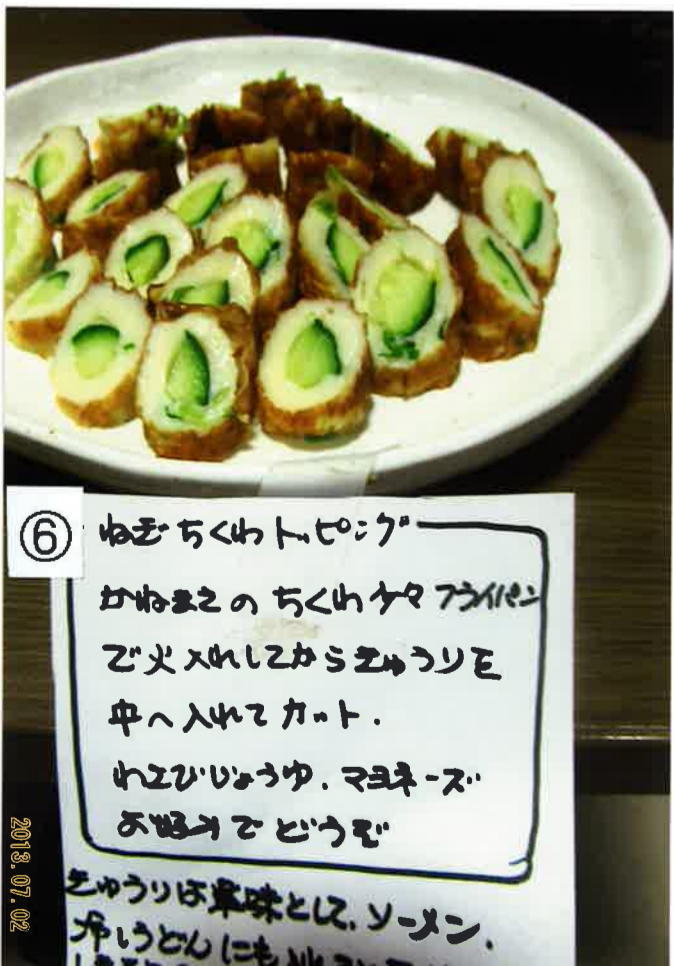 ⑥
ねぎちくわトッピング
かねまさのちくわ少々フライパン
で火入れしてからきゅうりを
中へ入れてカット.
わさびじょうゆ.マヨネーズ
お好みでどうぞ
きゅうりは薬味として.ソーメン.
冷しうどんにも
2013.07.02